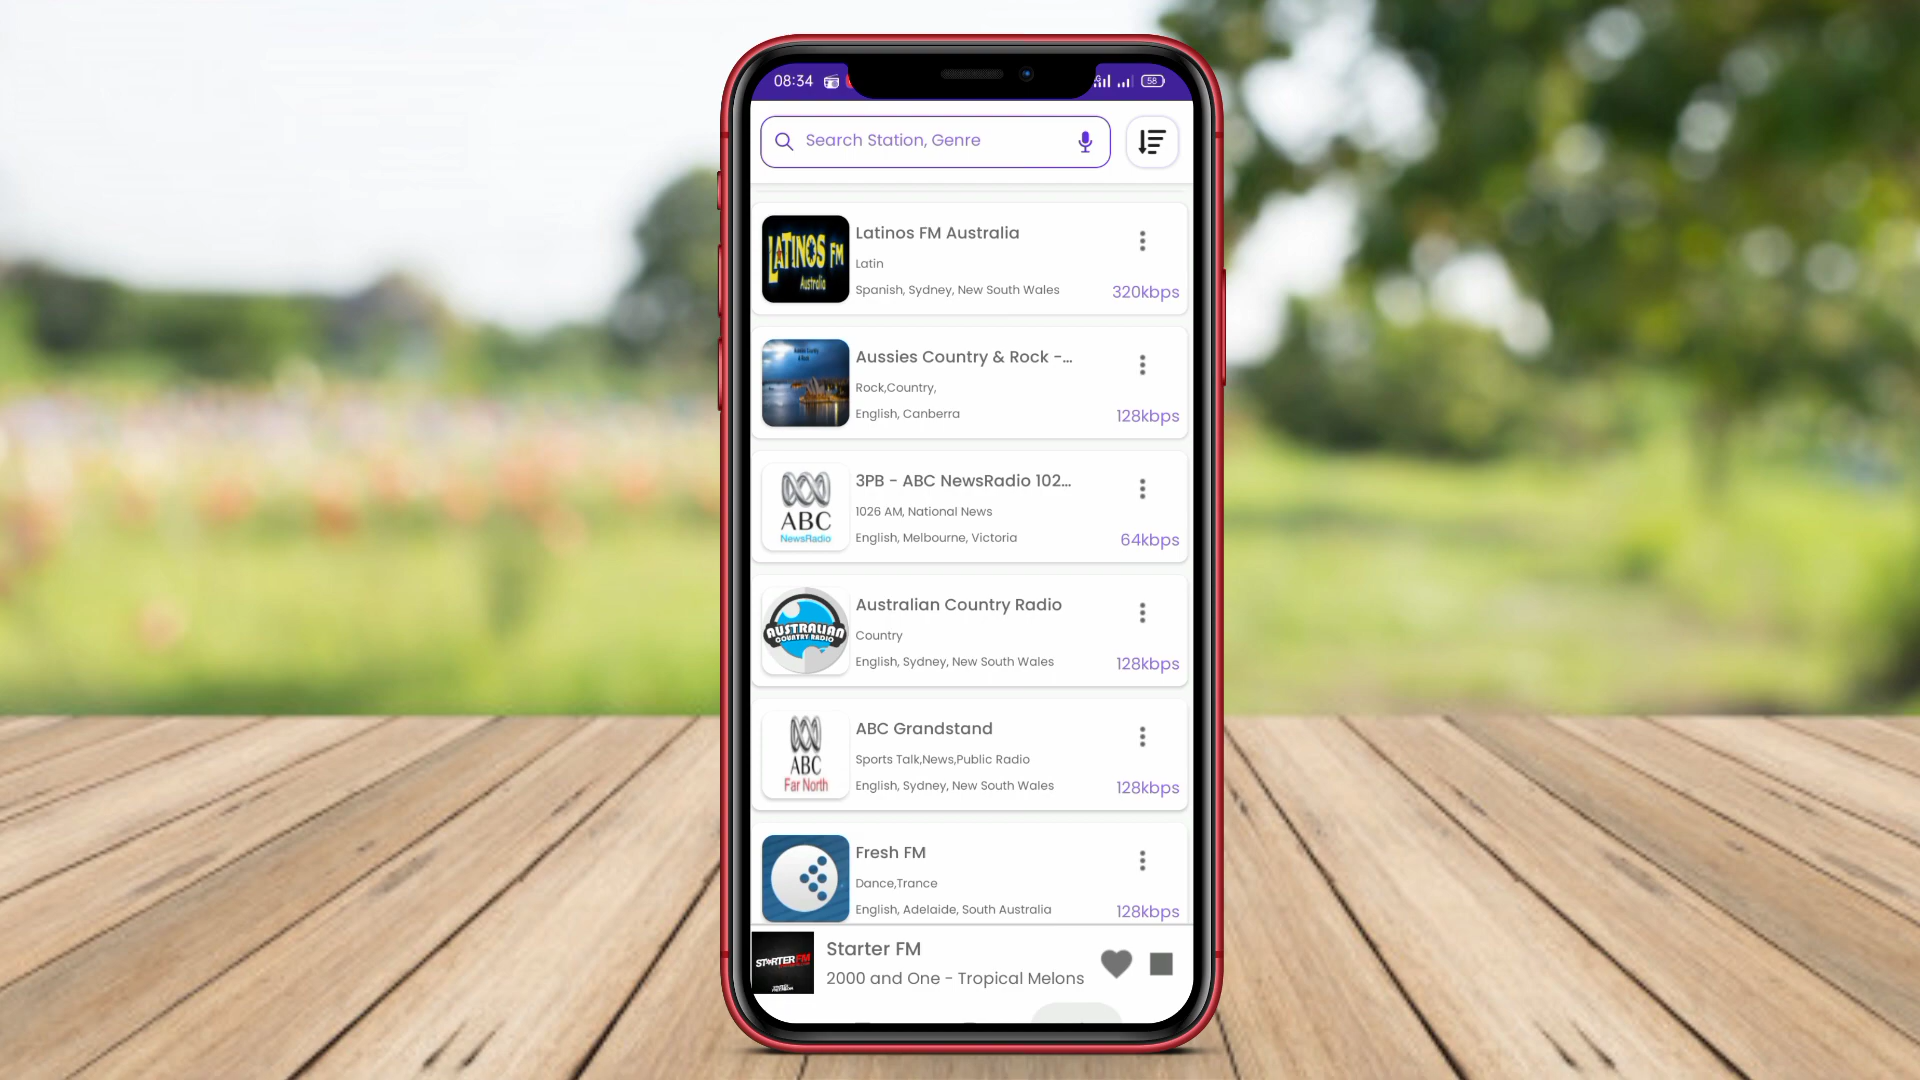 08:34
58
Search Station, Genre
LATINOS FM
Australia
Latinos FM Australia
Latin
Spanish, Sydney, New South Wales
320kbps
Aussies Country & Rock -...
Rock,Country,
English, Canberra
128kbps
ABC
NewsRadio
3PB - ABC NewsRadio 102...
1026 AM, National News
English, Melbourne, Victoria
64kbps
AUSTRALIAN
COUNTRY RADIO
Australian Country Radio
Country
English, Sydney, New South Wales
128kbps
ABC
Far North
ABC Grandstand
Sports Talk,News,Public Radio
English, Sydney, New South Wales
128kbps
Fresh FM
Dance,Trance
English, Adelaide, South Australia
128kbps
STARTER FM
Starter FM
2000 and One - Tropical Melons